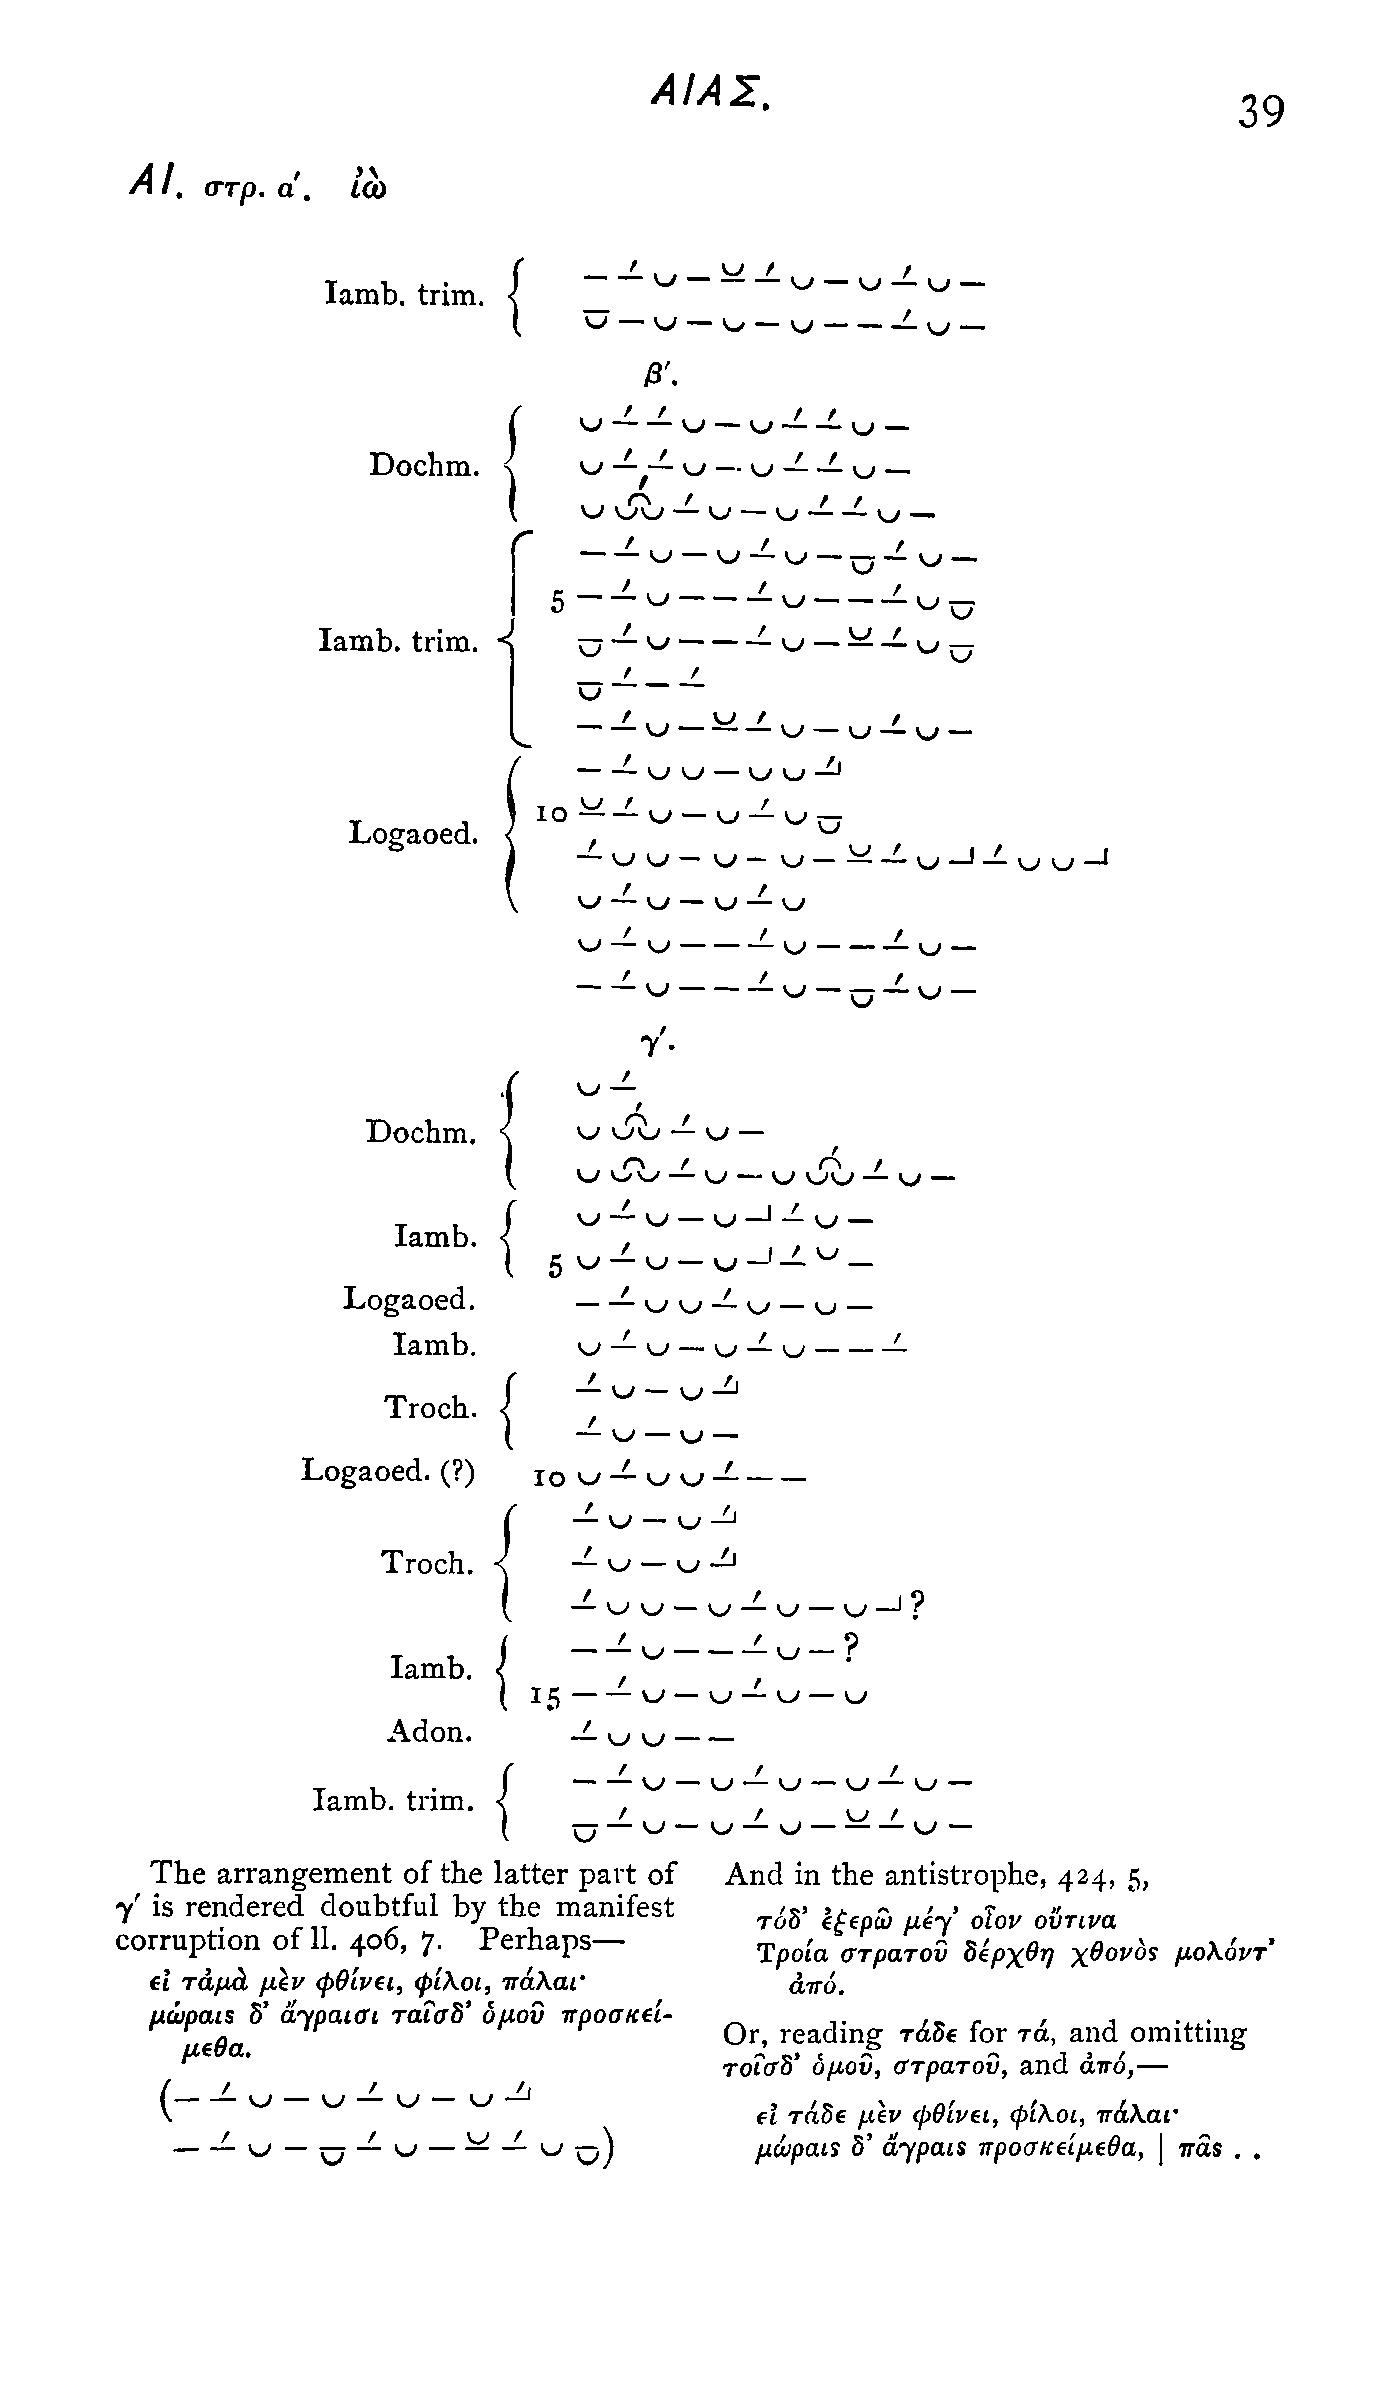 ΑΙΑΣ.
39
ΑΙ. στρ. α΄. ἰὼ
Iamb. trim. { — –́ ⏑ — ⏓ –́ ⏑ — ⏑ –́ ⏑ —
⏒ — ⏑ — ⏑ — ⏑ — — –́ ⏑ —
β΄.
Dochm. { ⏑ –́ –́ ⏑ — ⏑ –́ –́ ⏑ —
⏑ –́ –́ ⏑ — ⏑ –́ –́ ⏑ —
⏑ ⏑͡⏑́ –́ ⏑ — ⏑ –́ –́ ⏑ —
Iamb. trim. { — –́ ⏑ — ⏑ –́ ⏑ — ⏒ –́ ⏑ —
5 — –́ ⏑ — — –́ ⏑ — — –́ ⏑ ⏒
⏒ –́ ⏑ — — –́ ⏑ — ⏓ –́ ⏑ ⏒
⏒ –́ — –́
— –́ ⏑ — ⏓ –́ ⏑ — ⏑ –́ ⏑ —
Logaoed. { — –́ ⏑ ⏑ — ⏑ ⏑ ⏗́
10 ⏓ –́ ⏑ — ⏑ –́ ⏑ ⏒
–́ ⏑ ⏑ — ⏑ — ⏑ — ⏓ –́ ⏑ ⏗ –́ ⏑ ⏑ ⏗
⏑ –́ ⏑ — ⏑ –́ ⏑
⏑ –́ ⏑ — — –́ ⏑ — — –́ ⏑ —
— –́ ⏑ — — –́ ⏑ — ⏒ –́ ⏑ —
γ΄.
Dochm. { ⏑ –́
⏑ ⏑͡⏑́ –́ ⏑ —
⏑ ⏑͡⏑ –́ ⏑ — ⏑ ⏑͡⏑́ –́ ⏑ —
Iamb. { ⏑ –́ ⏑ — ⏑ ⏗ –́ ⏑ —
5 ⏑ –́ ⏑ — ⏑ ⏗ –́ ⏑ —
Logaoed. — –́ ⏑ ⏑ –́ ⏑ — ⏑ —
Iamb. ⏑ –́ ⏑ — ⏑ –́ ⏑ — — –́
Troch. { –́ ⏑ — ⏑ ⏗́
–́ ⏑ — ⏑ —
Logaoed. (?) 10 ⏑ –́ ⏑ ⏑ –́ — —
Troch. { –́ ⏑ — ⏑ ⏗́
–́ ⏑ — ⏑ ⏗́
–́ ⏑ ⏑ — ⏑ –́ ⏑ — ⏑ ⏗ ?
Iamb. { — –́ ⏑ — — –́ ⏑ — ?
15 — –́ ⏑ — ⏑ –́ ⏑ — ⏑
Adon. –́ ⏑ ⏑ — —
Iamb. trim. { — –́ ⏑ — ⏑ –́ ⏑ — ⏑ –́ ⏑ —
⏒ –́ ⏑ — ⏑ –́ ⏑ — ⏓ –́ ⏑ —
The arrangement of the latter part of
γ΄ is rendered doubtful by the manifest
corruption of ll. 406, 7. Perhaps—
εἰ τἀμὰ μὲν φθίνει, φίλοι, πάλαι·
μώραις δ᾽ ἄγραισι ταῖσδ᾽ ὁμοῦ προσκεί-
μεθα.
(— –́ ⏑ — ⏑ –́ ⏑ — ⏑ ⏗́
— –́ ⏑ — ⏒ –́ ⏑ — ⏓ –́ ⏑ ⏒)
And in the antistrophe, 424, 5,
τόδ᾽ ἐξερῶ μέγ᾽ οἷον οὔτινα
Τροία στρατοῦ δέρχθη χθονὸς μολόντ᾽
ἀπό.
Or, reading τάδε for τά, and omitting
τοῖσδ᾽ ὁμοῦ, στρατοῦ, and ἀπό,—
εἰ τάδε μὲν φθίνει, φίλοι, πάλαι·
μώραις δ᾽ ἄγραις προσκείμεθα, | πᾶς . .